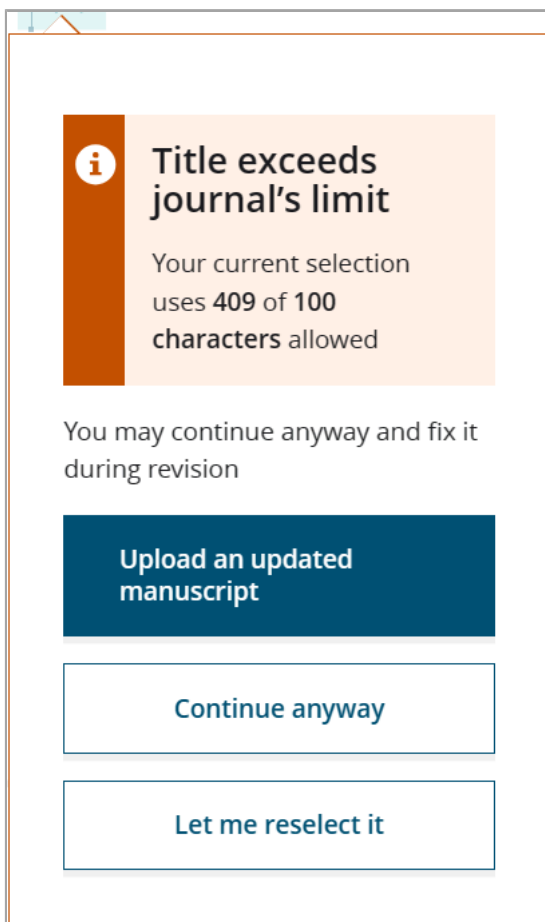 Title exceeds
journal’s limit
Your current selection
uses 409 of 100
characters allowed
You may continue anyway and fix it
during revision
Upload an updated
manuscript
Continue anyway
Let me reselect it